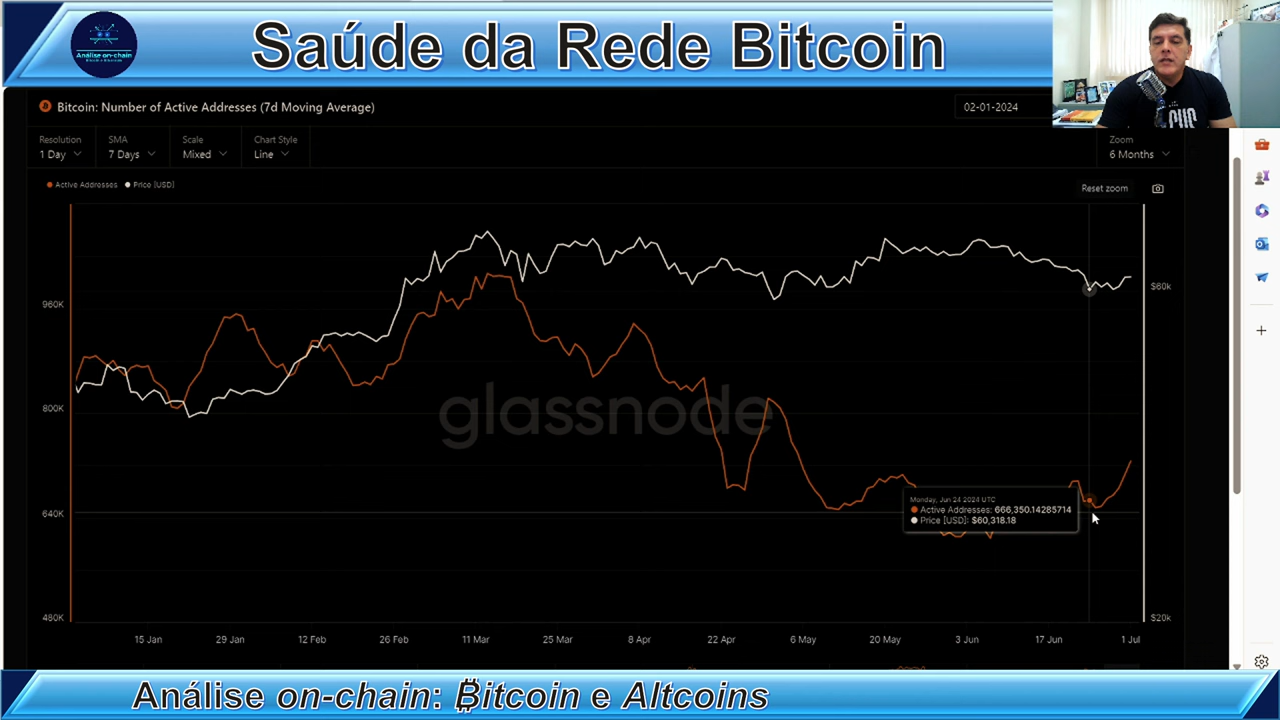 Saúde da Rede Bitcoin
Análise on-chain
Bitcoin: Number of Active Addresses (7d Moving Average)
02-01-2024
Resolution
1 Day
SMA
7 Days
Scale
Mixed
Chart Style
Line
Zoom
6 Months
Active Addresses
Price [USD]
Reset zoom
960K
800K
640K
480K
$60k
$20k
glassnode
Monday, Jun 24 2024 UTC
Active Addresses: 666,350.14285714
Price [USD]: $60,318.18
15 Jan
29 Jan
12 Feb
26 Feb
11 Mar
25 Mar
8 Apr
22 Apr
6 May
20 May
3 Jun
17 Jun
1 Jul
Análise on-chain: ₿itcoin e Altcoins